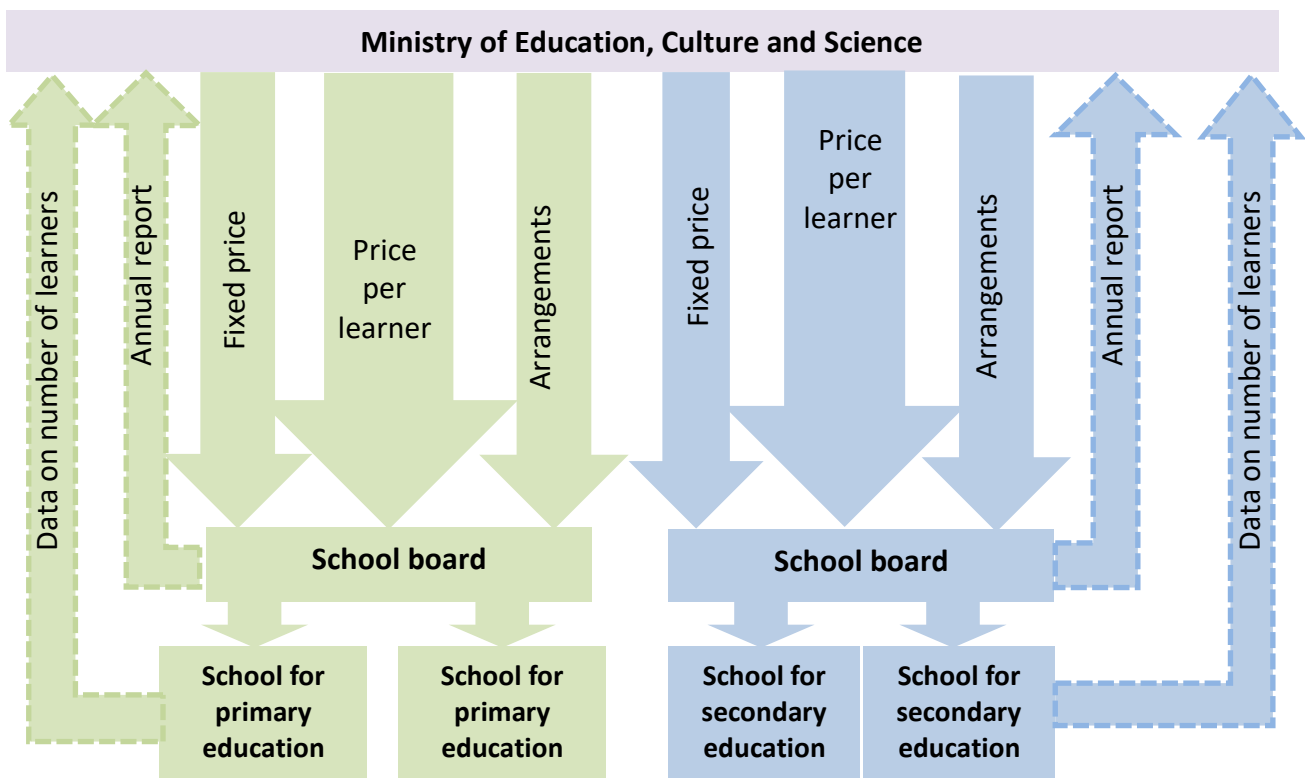 Ministry of Education, Culture and Science
Data on number of learners
Annual report
Fixed price
Price
per
learner
Arrangements
Fixed price
Price
per
learner
Arrangements
Annual report
Data on number of learners
School board
School board
School for
primary
education
School for
primary
education
School for
secondary
education
School for
secondary
education